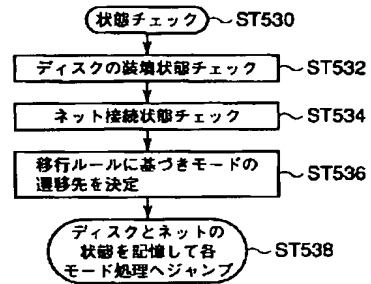 状態チェック
ST530
ディスクの装填状態チェック
ST532
ネット接続状態チェック
ST534
移行ルールに基づきモードの
遷移先を決定
ST536
ディスクとネットの
状態を記憶して各
モード処理へジャンプ
ST538